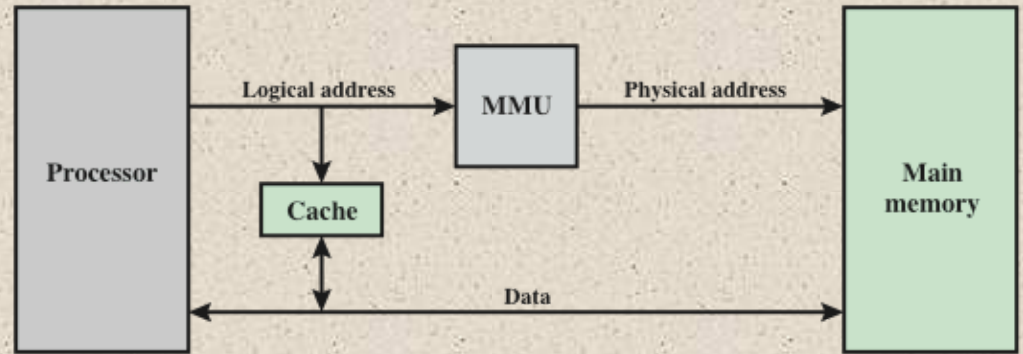 Logical address
Physical address
MMU
Processor
Cache
Main
memory
Data